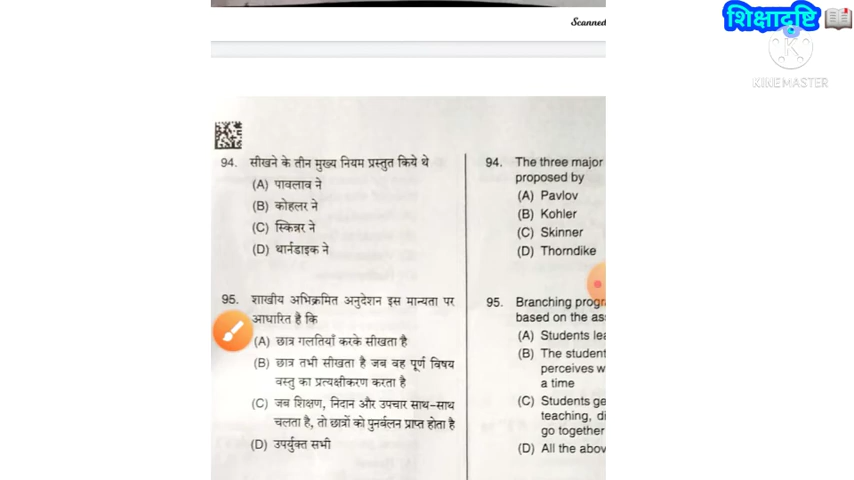 शिक्षादृष्टि
Scanned
K
KINEMASTER
94. सीखने के तीन मुख्य नियम प्रस्तुत किये थे
(A) पावलाव ने
(B) कोहलर ने
(C) स्किन्नर ने
(D) थार्नडाइक ने
95. शाखीय अभिक्रमित अनुदेशन इस मान्यता पर
आधारित है कि
(A) छात्र गलतियाँ करके सीखता है
(B) छात्र तभी सीखता है जब वह पूर्ण विषय
वस्तु का प्रत्यक्षीकरण करता है
(C) जब शिक्षण, निदान और उपचार साथ-साथ
चलता है, तो छात्रों को पुनर्बलन प्राप्त होता है
(D) उपर्युक्त सभी
94. The three major
proposed by
(A) Pavlov
(B) Kohler
(C) Skinner
(D) Thorndike
95. Branching progr
based on the as
(A) Students lea
(B) The student
perceives w
a time
(C) Students ge
teaching, di
go together
(D) All the abov